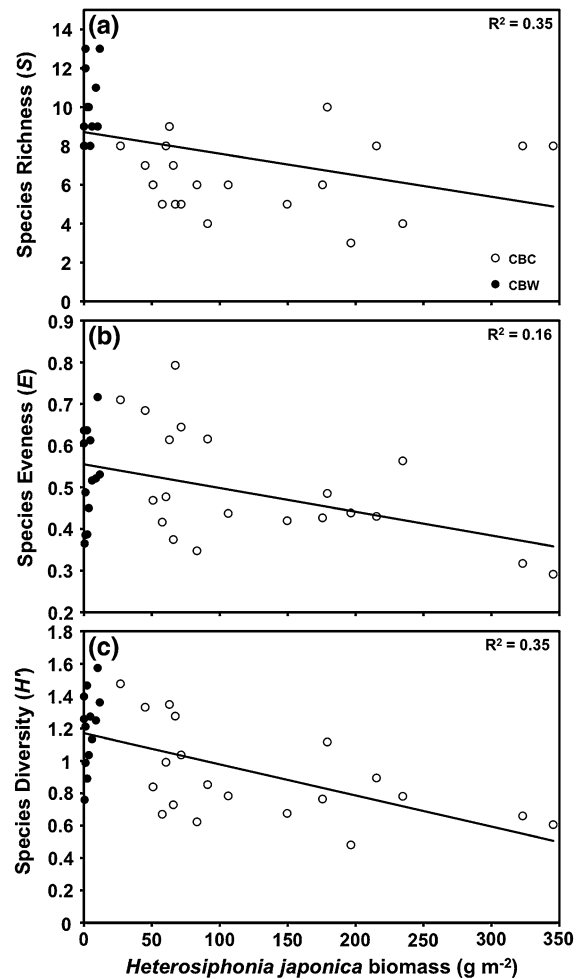 (a)
R² = 0.35
14
12
10
8
6
4
2
0
Species Richness (S)
CBC
CBW
(b)
R² = 0.16
0.9
0.8
0.7
0.6
0.5
0.4
0.3
0.2
Species Eveness (E)
(c)
R² = 0.35
1.8
1.6
1.4
1.2
1
0.8
0.6
0.4
0.2
0
Species Diversity (H')
0 50 100 150 200 250 300 350
Heterosiphonia japonica biomass (g m⁻²)